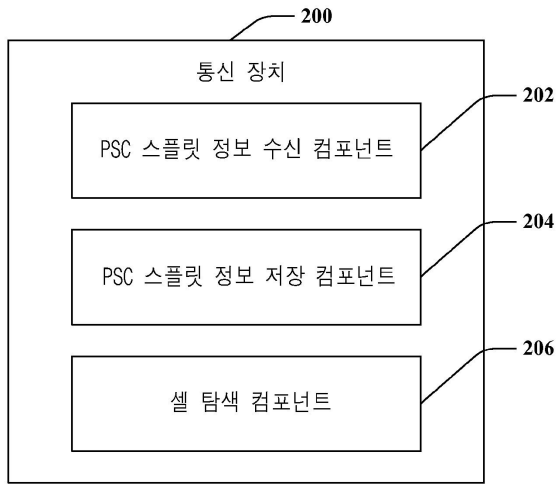 200
통신 장치
202
PSC 스플릿 정보 수신 컴포넌트
204
PSC 스플릿 정보 저장 컴포넌트
206
셀 탐색 컴포넌트